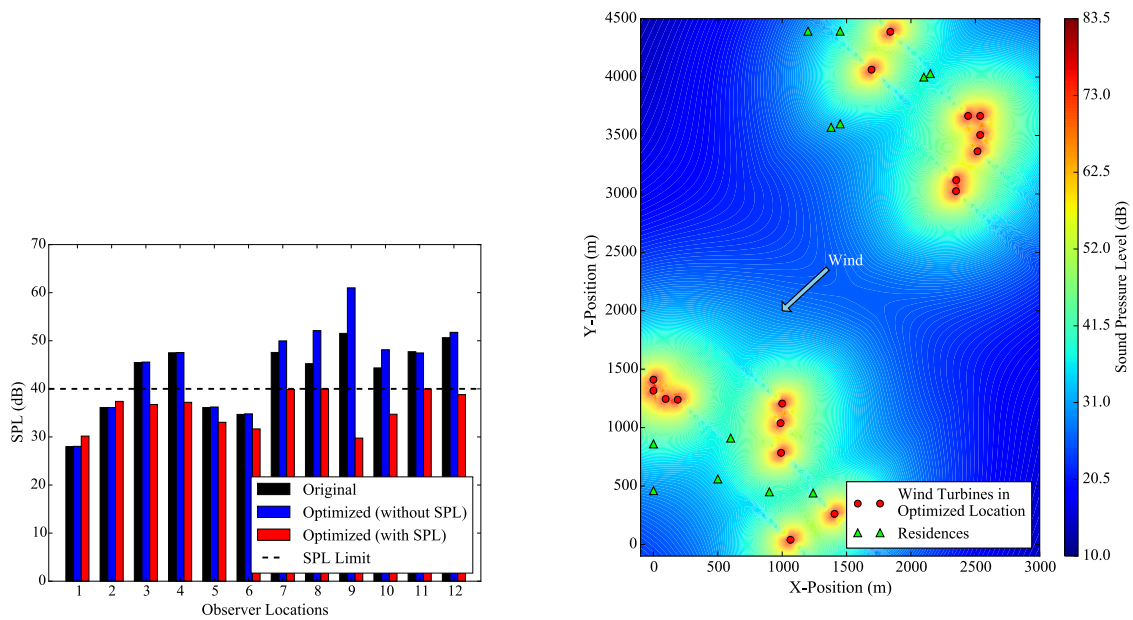 70
60
50
40
30
20
10
0
SPL (dB)
1 2 3 4 5 6 7 8 9 10 11 12
Observer Locations
Original
Optimized (without SPL)
Optimized (with SPL)
SPL Limit
4500
4000
3500
3000
2500
2000
1500
1000
500
0
Y-Position (m)
Wind
Wind Turbines in
Optimized Location
Residences
0 500 1000 1500 2000 2500 3000
X-Position (m)
83.5
73.0
62.5
52.0
41.5
31.0
20.5
10.0
Sound Pressure Level (dB)